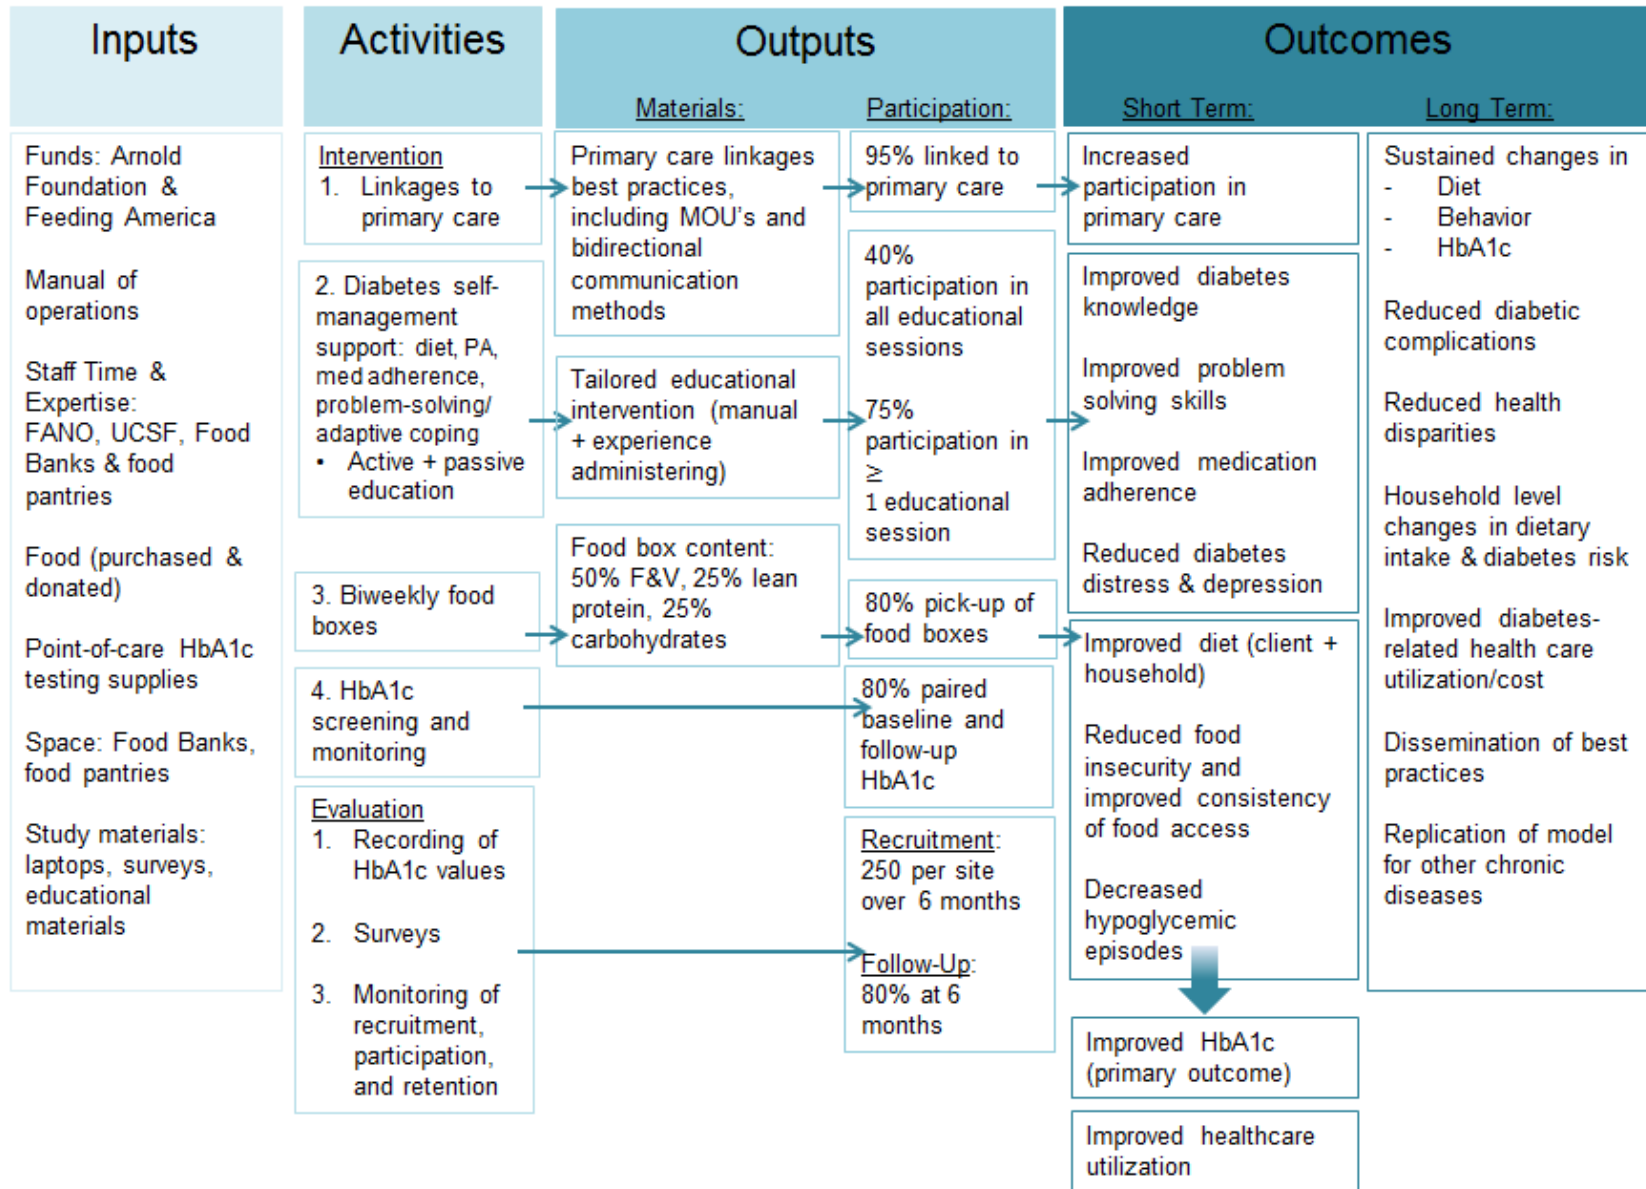 Inputs
Funds: Arnold
Foundation &
Feeding America
Manual of
operations
Staff Time &
Expertise:
FANO, UCSF, Food
Banks & food
pantries
Food (purchased &
donated)
Point-of-care HbA1c
testing supplies
Space: Food Banks,
food pantries
Study materials:
laptops, surveys,
educational
materials
Activities
Intervention
1. Linkages to
primary care
2. Diabetes self-
management
support: diet, PA,
med adherence,
problem-solving/
adaptive coping
• Active + passive
education
3. Biweekly food
boxes
4. HbA1c
screening and
monitoring
Evaluation
1. Recording of
HbA1c values
2. Surveys
3. Monitoring of
recruitment,
participation,
and retention
Outputs
Materials:
Primary care linkages
best practices,
including MOU's and
bidirectional
communication
methods
Tailored educational
intervention (manual
+ experience
administering)
Food box content:
50% F&V, 25% lean
protein, 25%
carbohydrates
Participation:
95% linked to
primary care
40%
participation in
all educational
sessions
75%
participation in
≥
1 educational
session
80% pick-up of
food boxes
80% paired
baseline and
follow-up
HbA1c
Recruitment:
250 per site
over 6 months
Follow-Up:
80% at 6
months
Outcomes
Short Term:
Increased
participation in
primary care
Improved diabetes
knowledge
Improved problem
solving skills
Improved medication
adherence
Reduced diabetes
distress & depression
Improved diet (client +
household)
Reduced food
insecurity and
improved consistency
of food access
Decreased
hypoglycemic
episodes
Improved HbA1c
(primary outcome)
Improved healthcare
utilization
Long Term:
Sustained changes in
- Diet
- Behavior
- HbA1c
Reduced diabetic
complications
Reduced health
disparities
Household level
changes in dietary
intake & diabetes risk
Improved diabetes-
related health care
utilization/cost
Dissemination of best
practices
Replication of model
for other chronic
diseases